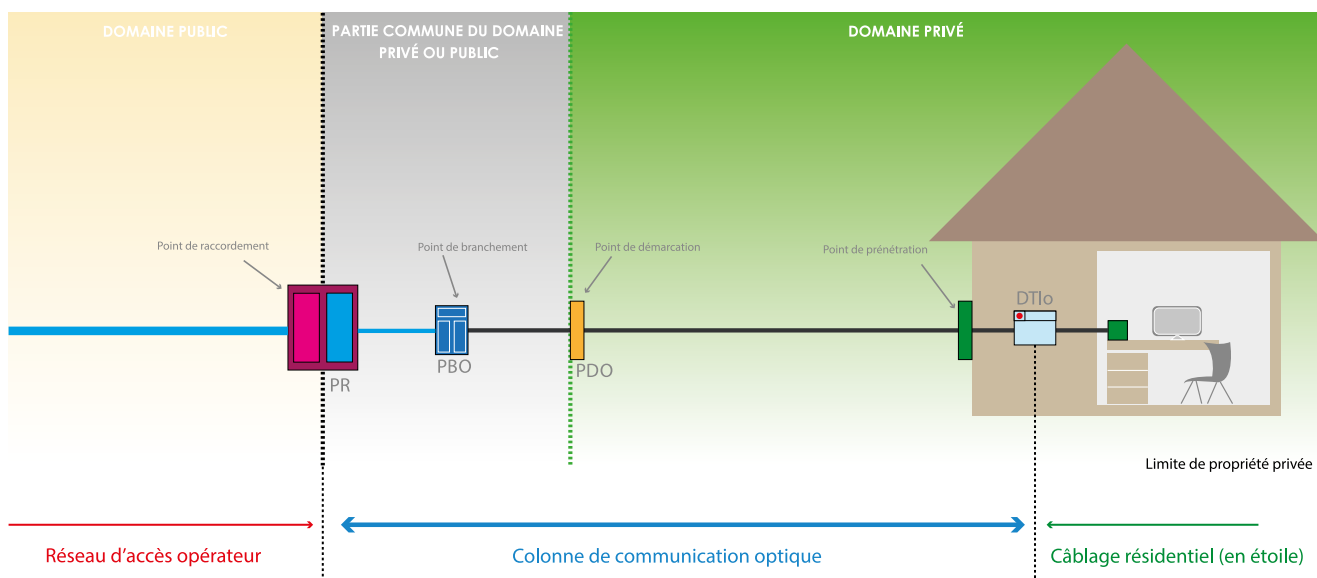 DOMAINE PUBLIC
PARTIE COMMUNE DU DOMAINE
PRIVÉ OU PUBLIC
DOMAINE PRIVÉ
Point de raccordement
Point de branchement
Point de démarcation
Point de prénétration
DTIo
PR
PBO
PDO
Limite de propriété privée
Réseau d'accès opérateur
Colonne de communication optique
Câblage résidentiel (en étoile)